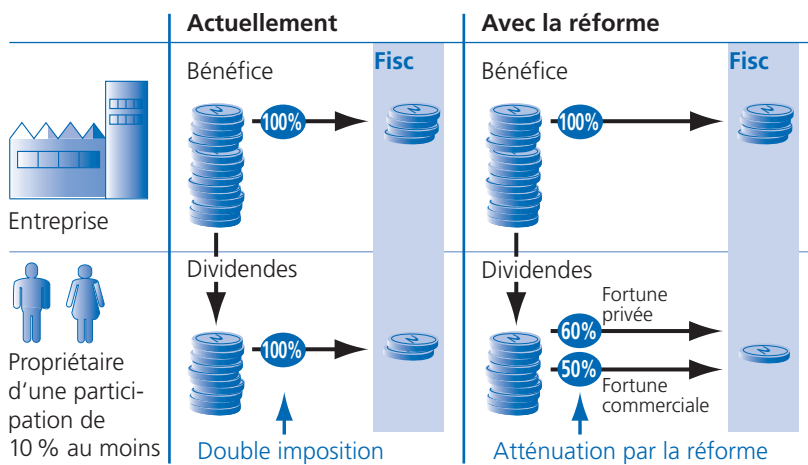 Actuellement
Avec la réforme
Bénéfice
Fisc
Bénéfice
Fisc
100%
100%
Entreprise
Dividendes
Dividendes
Fortune
privée
100%
60%
50%
Fortune
commerciale
Propriétaire
d‘une partici-
pation de
10 % au moins
Double imposition
Atténuation par la réforme